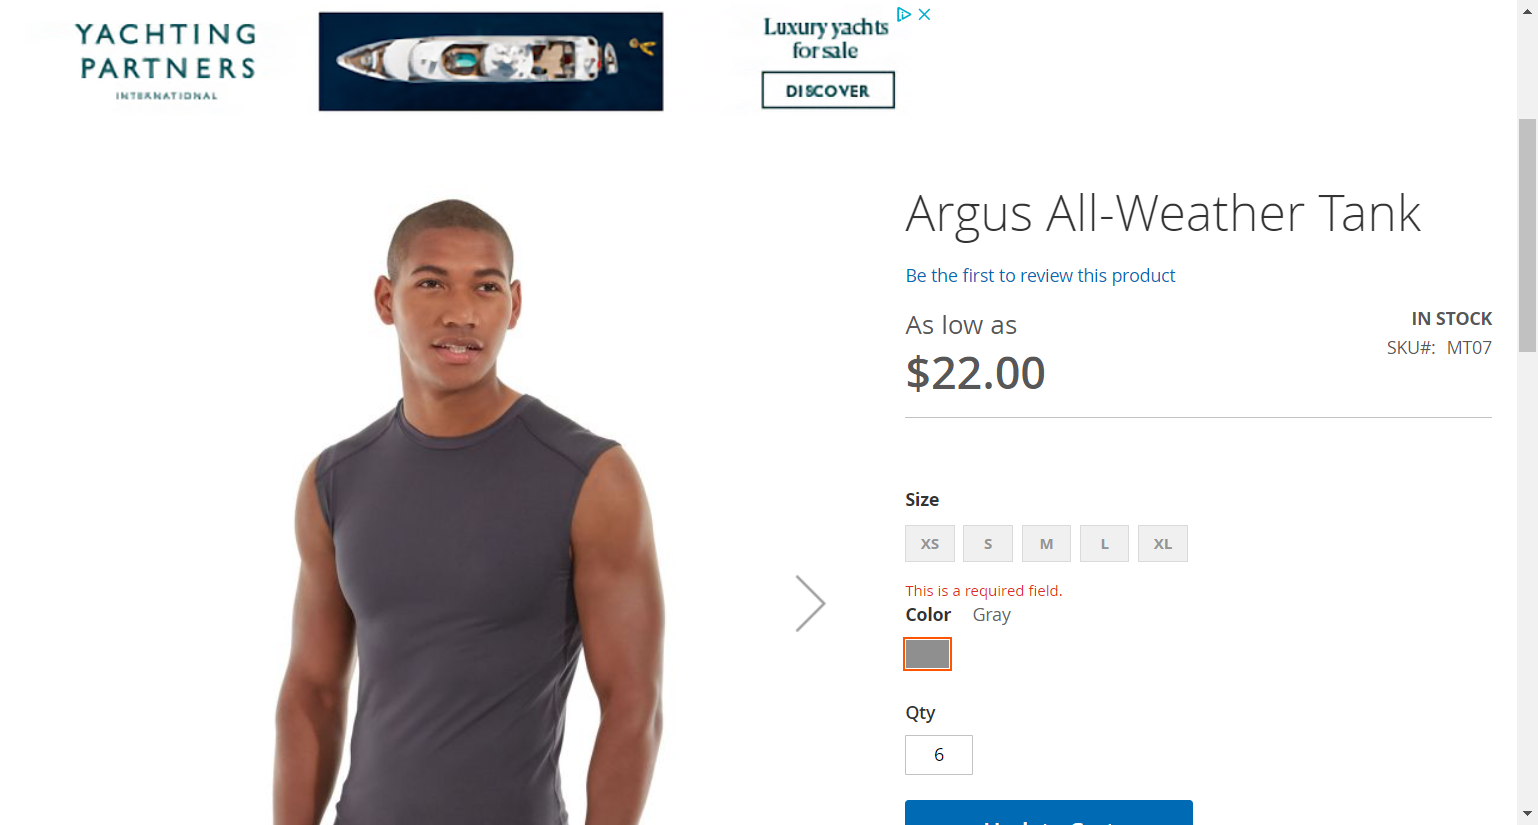 YACHTING
PARTNERS
INTERNATIONAL
Luxury yachts
for sale
DISCOVER
Argus All-Weather Tank
Be the first to review this product
As low as
$22.00
IN STOCK
SKU#: MT07
Size
XS S M L XL
This is a required field.
Color Gray
Qty
6